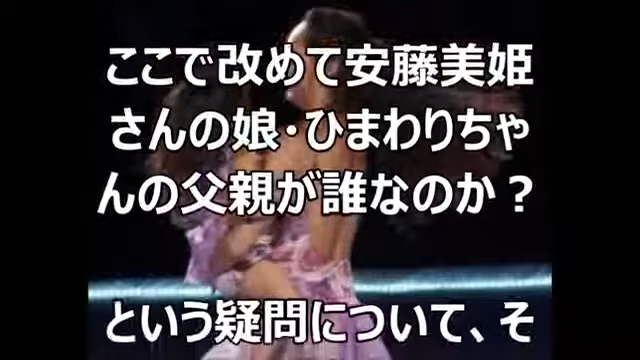 ここで改めて安藤美姫
さんの娘・ひまわりちゃ
んの父親が誰なのか？
という疑問について、そ